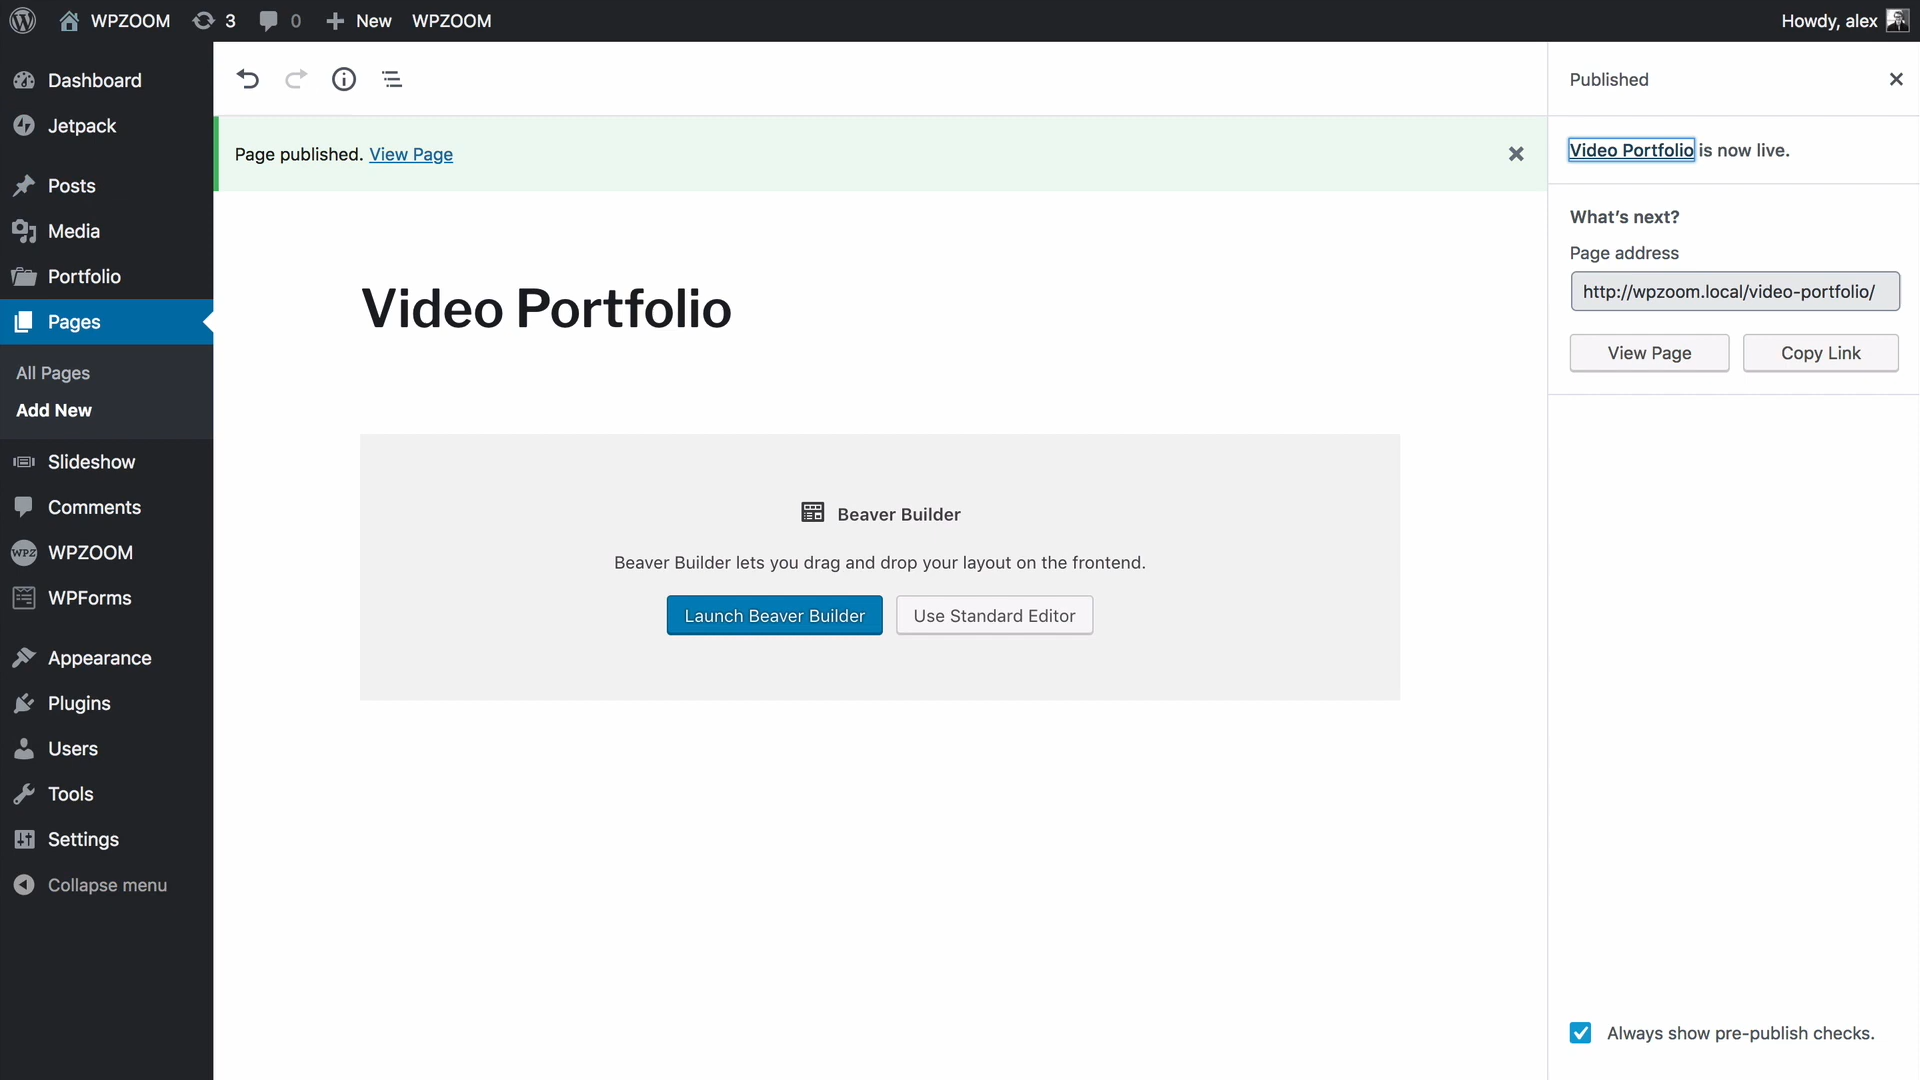 WPZOOM 3 0 New WPZOOM Howdy, alex
Dashboard
Jetpack
Posts
Media
Portfolio
Pages
All Pages
Add New
Slideshow
Comments
WPZ WPZOOM
WPForms
Appearance
Plugins
Users
Tools
Settings
Collapse menu
Page published. View Page
Video Portfolio
Beaver Builder
Beaver Builder lets you drag and drop your layout on the frontend.
Launch Beaver Builder Use Standard Editor
Published
Video Portfolio is now live.
What’s next?
Page address
http://wpzoom.local/video-portfolio/
View Page Copy Link
Always show pre-publish checks.